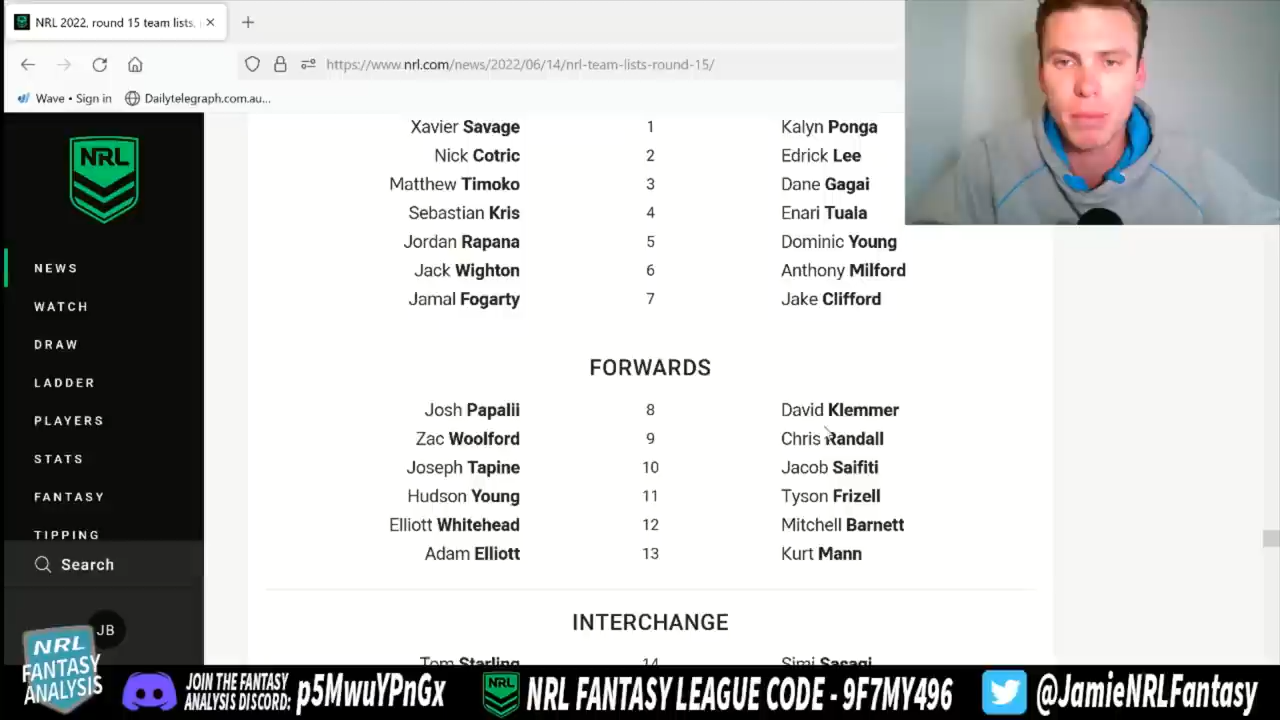 NRL 2022, round 15 team lists,
https://www.nrl.com/news/2022/06/14/nrl-team-lists-round-15/
Wave • Sign in
Dailytelegraph.com.au...
NRL
NEWS
WATCH
DRAW
LADDER
PLAYERS
STATS
FANTASY
TIPPING
Search
JB
Xavier Savage 1 Kalyn Ponga
Nick Cotric 2 Edrick Lee
Matthew Timoko 3 Dane Gagai
Sebastian Kris 4 Enari Tuala
Jordan Rapana 5 Dominic Young
Jack Wighton 6 Anthony Milford
Jamal Fogarty 7 Jake Clifford
FORWARDS
Josh Papalii 8 David Klemmer
Zac Woolford 9 Chris Randall
Joseph Tapine 10 Jacob Saifiti
Hudson Young 11 Tyson Frizell
Elliott Whitehead 12 Mitchell Barnett
Adam Elliott 13 Kurt Mann
INTERCHANGE
Tom Starling 14 Simi Sasagi
NRL
FANTASY
ANALYSIS
JOIN THE FANTASY
ANALYSIS DISCORD:
p5MwuYPnGx
NRL
NRL FANTASY LEAGUE CODE - 9F7MY496
@JamieNRLFantasy